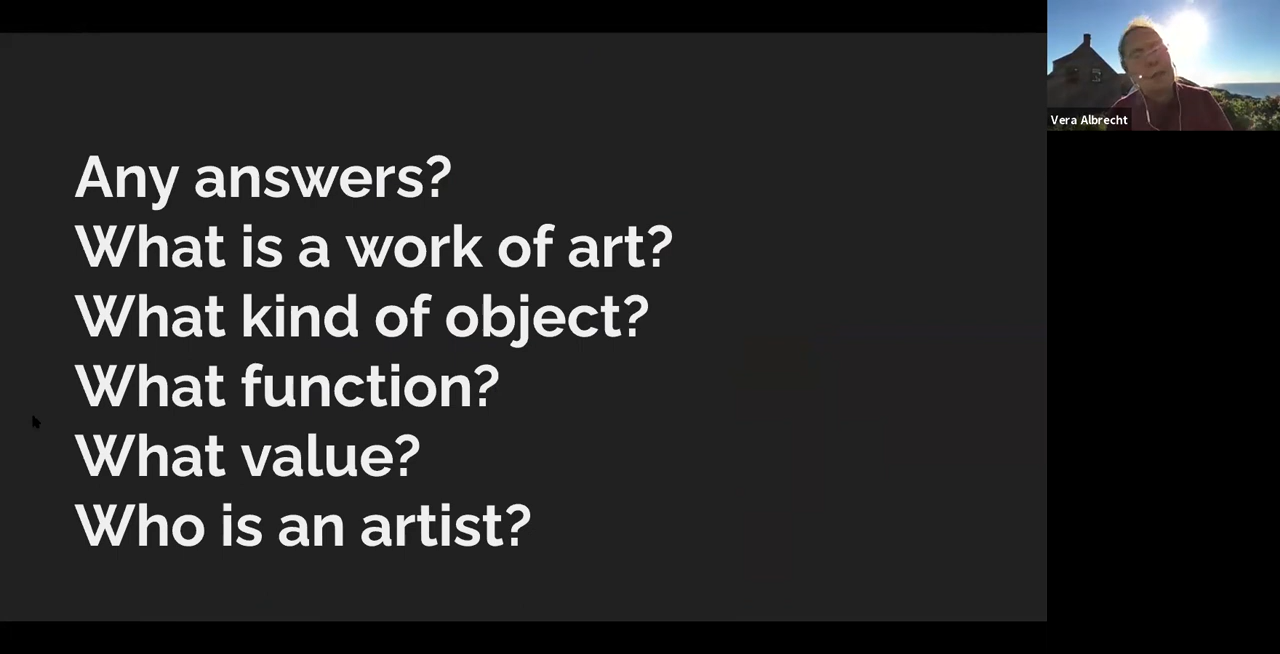 Any answers?
What is a work of art?
What kind of object?
What function?
What value?
Who is an artist?
Vera Albrecht